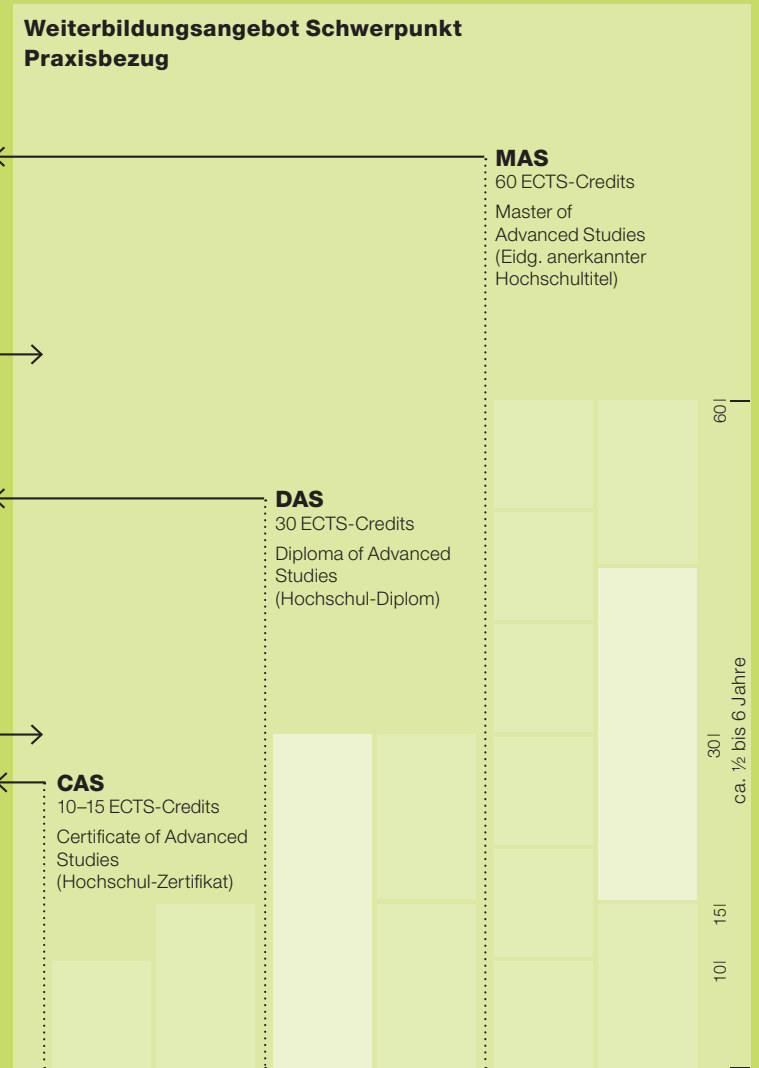 Weiterbildungsangebot Schwerpunkt
Praxisbezug
MAS
60 ECTS-Credits
Master of
Advanced Studies
(Eidg. anerkannter
Hochschultitel)
DAS
30 ECTS-Credits
Diploma of Advanced
Studies
(Hochschul-Diplom)
CAS
10–15 ECTS-Credits
Certificate of Advanced
Studies
(Hochschul-Zertifikat)
60
30
15
10
ca. ½ bis 6 Jahre